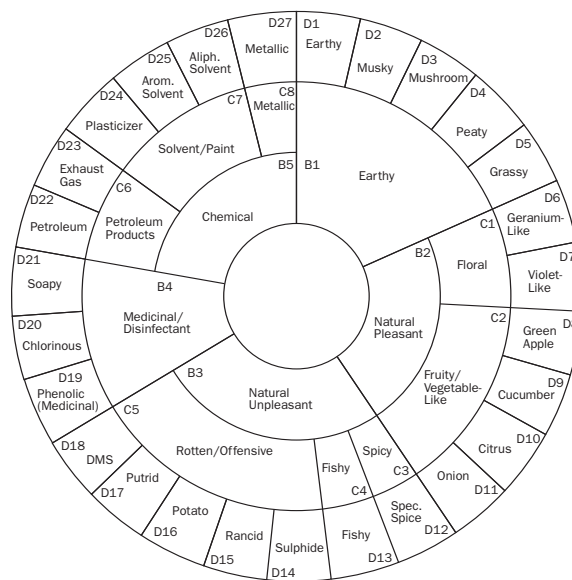 D27
Metallic
D1
Earthy
D2
Musky
D3
Mushroom
D4
Peaty
D5
Grassy
D6
Geranium-
Like
D7
Violet-
Like
Green
Apple
D9
Cucumber
D10
Citrus
D11
Onion
D12
Spec.
Spice
D13
Fishy
D14
Sulphide
D15
Rancid
D16
Potato
D17
Putrid
D18
DMS
D19
Phenolic
(Medicinal)
D20
Chlorinous
D21
Soapy
D22
Petroleum
D23
Exhaust
Gas
D24
Plasticizer
D25
Arom.
Solvent
D26
Aliph.
Solvent
C8
Metallic
C7
Solvent/Paint
C6
Petroleum
Products
C1
Floral
C2
Fruity/
Vegetable-
Like
C3
Spicy
C4
Fishy
C5
Rotten/Offensive
B1
Earthy
B2
Natural
Pleasant
B3
Natural
Unpleasant
B4
Medicinal/
Disinfectant
B5
Chemical